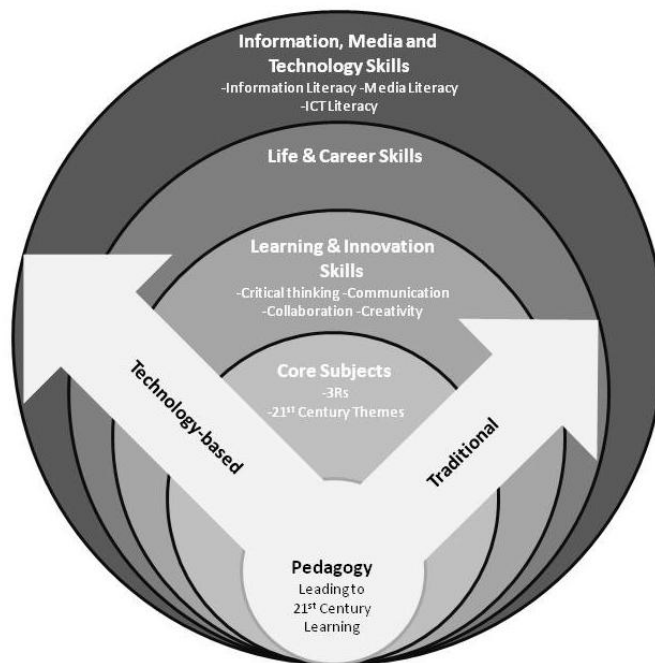 Information, Media and
Technology Skills
-Information Literacy -Media Literacy
-ICT Literacy
Life & Career Skills
Learning & Innovation
Skills
-Critical thinking -Communication
-Collaboration -Creativity
Core Subjects
-3Rs
-21st Century Themes
Technology-based
Traditional
Pedagogy
Leading to
21st Century
Learning